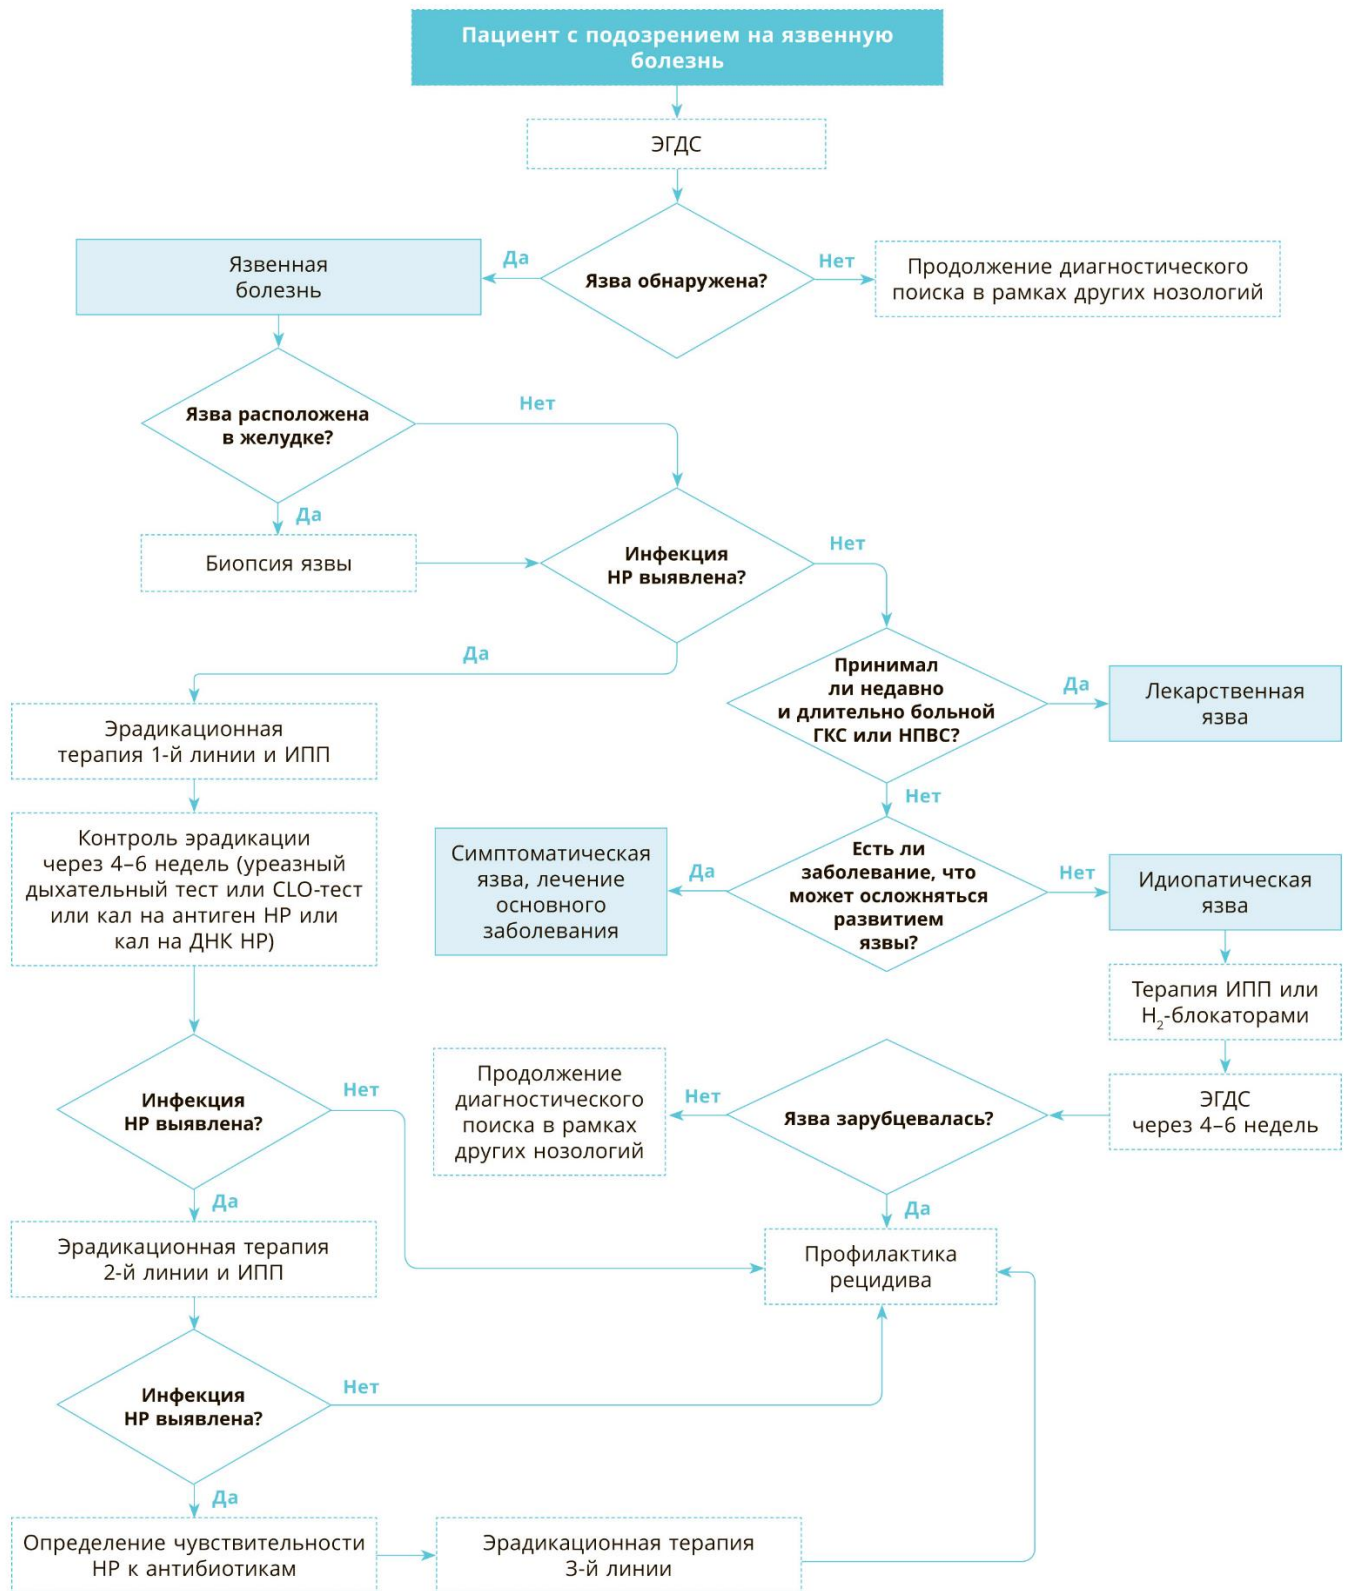 Пациент с подозрением на язвенную
болезнь
ЭГДС
Язва обнаружена?
Да
Нет
Язвенная
болезнь
Продолжение диагностического
поиска в рамках других нозологий
Язва расположена
в желудке?
Нет
Да
Биопсия язвы
Инфекция
HP выявлена?
Нет
Да
Принимал
ли недавно
и длительно больной
ГКС или НПВС?
Да
Лекарственная
язва
Нет
Эрадикационная
терапия 1-й линии и ИПП
Контроль эрадикации
через 4–6 недель (уреазный
дыхательный тест или CLO-тест
или кал на антиген HP или
кал на ДНК HP)
Симптоматическая
язва, лечение
основного
заболевания
Да
Есть ли
заболевание, что
может осложняться
развитием
язвы?
Нет
Идиопатическая
язва
Терапия ИПП или
H₂-блокаторами
ЭГДС
через 4–6 недель
Язва зарубцевалась?
Нет
Продолжение
диагностического
поиска в рамках
других нозологий
Да
Профилактика
рецидива
Инфекция
HP выявлена?
Нет
Да
Эрадикационная терапия
2-й линии и ИПП
Инфекция
HP выявлена?
Нет
Да
Определение чувствительности
HP к антибиотикам
Эрадикационная терапия
3-й линии